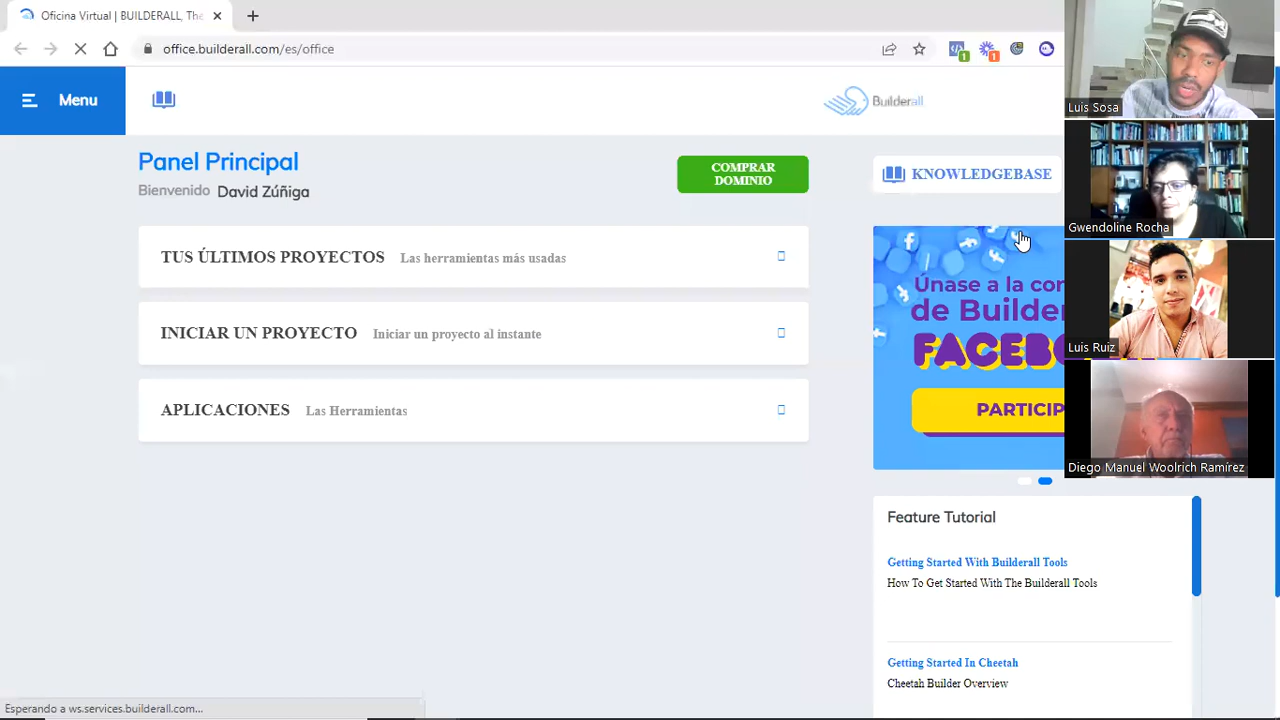 Oficina Virtual | BUILDERALL, The
office.builderall.com/es/office
1
1
Menu
Builderall
Panel Principal
Bienvenido David Zúñiga
COMPRAR
DOMINIO
KNOWLEDGEBASE
TUS ÚLTIMOS PROYECTOS Las herramientas más usadas
INICIAR UN PROYECTO Iniciar un proyecto al instante
APLICACIONES Las Herramientas
Únase a la con
de Builde
FACEB
PARTICIP
Feature Tutorial
Getting Started With Builderall Tools
How To Get Started With The Builderall Tools
Getting Started In Cheetah
Cheetah Builder Overview
Esperando a ws.services.builderall.com...
Luis Sosa
Gwendoline Rocha
Luis Ruiz
Diego Manuel Woolrich Ramírez